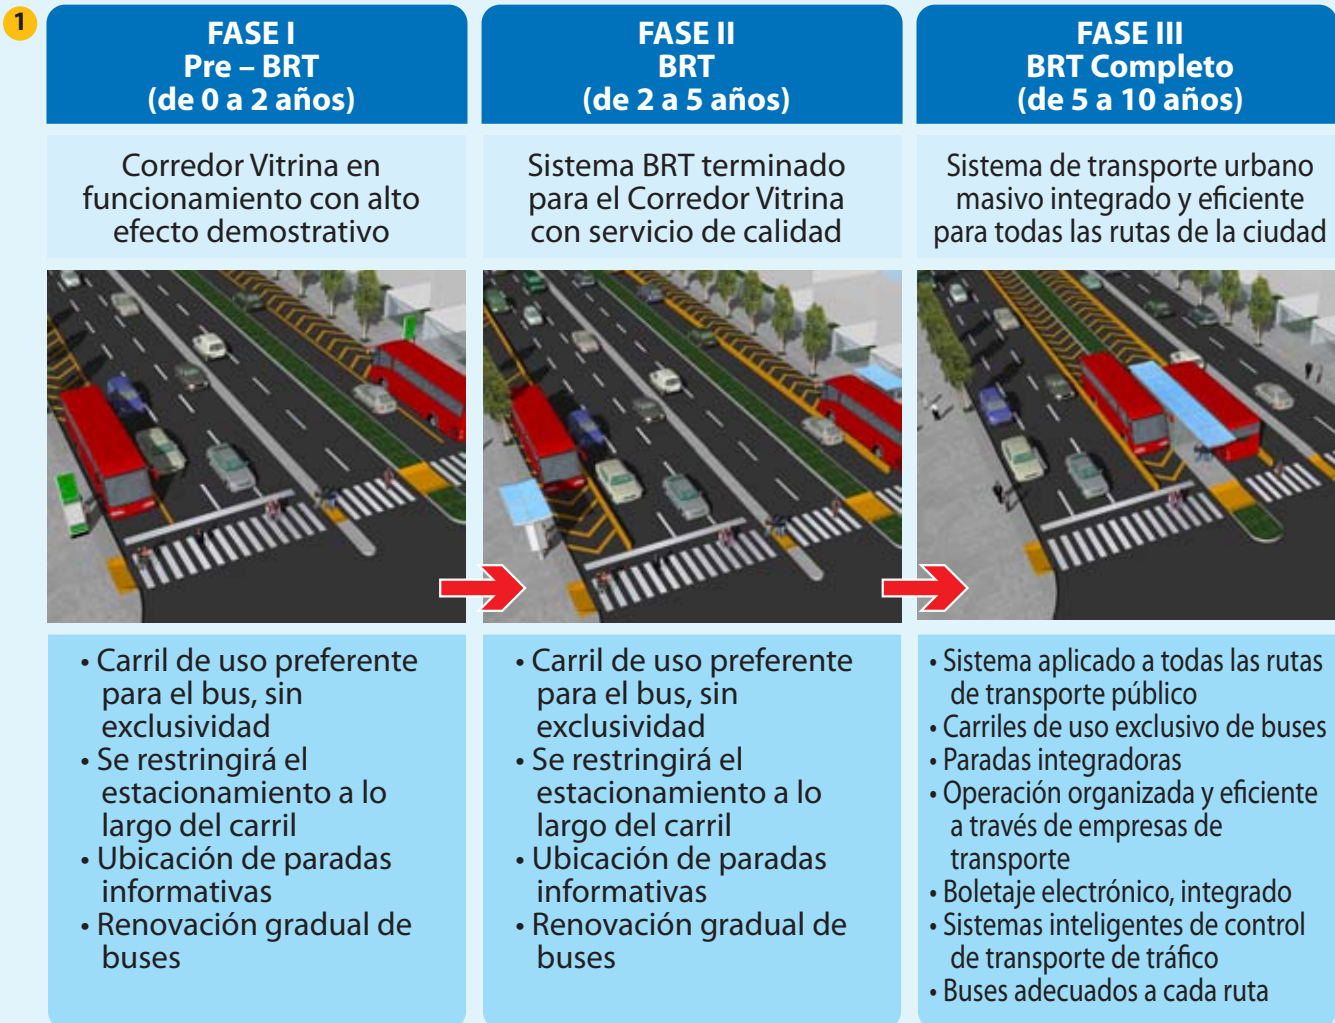 1
FASE I
Pre – BRT
(de 0 a 2 años)
Corredor Vitrina en
funcionamiento con alto
efecto demostrativo
• Carril de uso preferente
para el bus, sin
exclusividad
• Se restringirá el
estacionamiento a lo
largo del carril
• Ubicación de paradas
informativas
• Renovación gradual de
buses
FASE II
BRT
(de 2 a 5 años)
Sistema BRT terminado
para el Corredor Vitrina
con servicio de calidad
• Carril de uso preferente
para el bus, sin
exclusividad
• Se restringirá el
estacionamiento a lo
largo del carril
• Ubicación de paradas
informativas
• Renovación gradual de
buses
FASE III
BRT Completo
(de 5 a 10 años)
Sistema de transporte urbano
masivo integrado y eficiente
para todas las rutas de la ciudad
• Sistema aplicado a todas las rutas
de transporte público
• Carriles de uso exclusivo de buses
• Paradas integradoras
• Operación organizada y eficiente
a través de empresas de
transporte
• Boletaje electrónico, integrado
• Sistemas inteligentes de control
de transporte de tráfico
• Buses adecuados a cada ruta